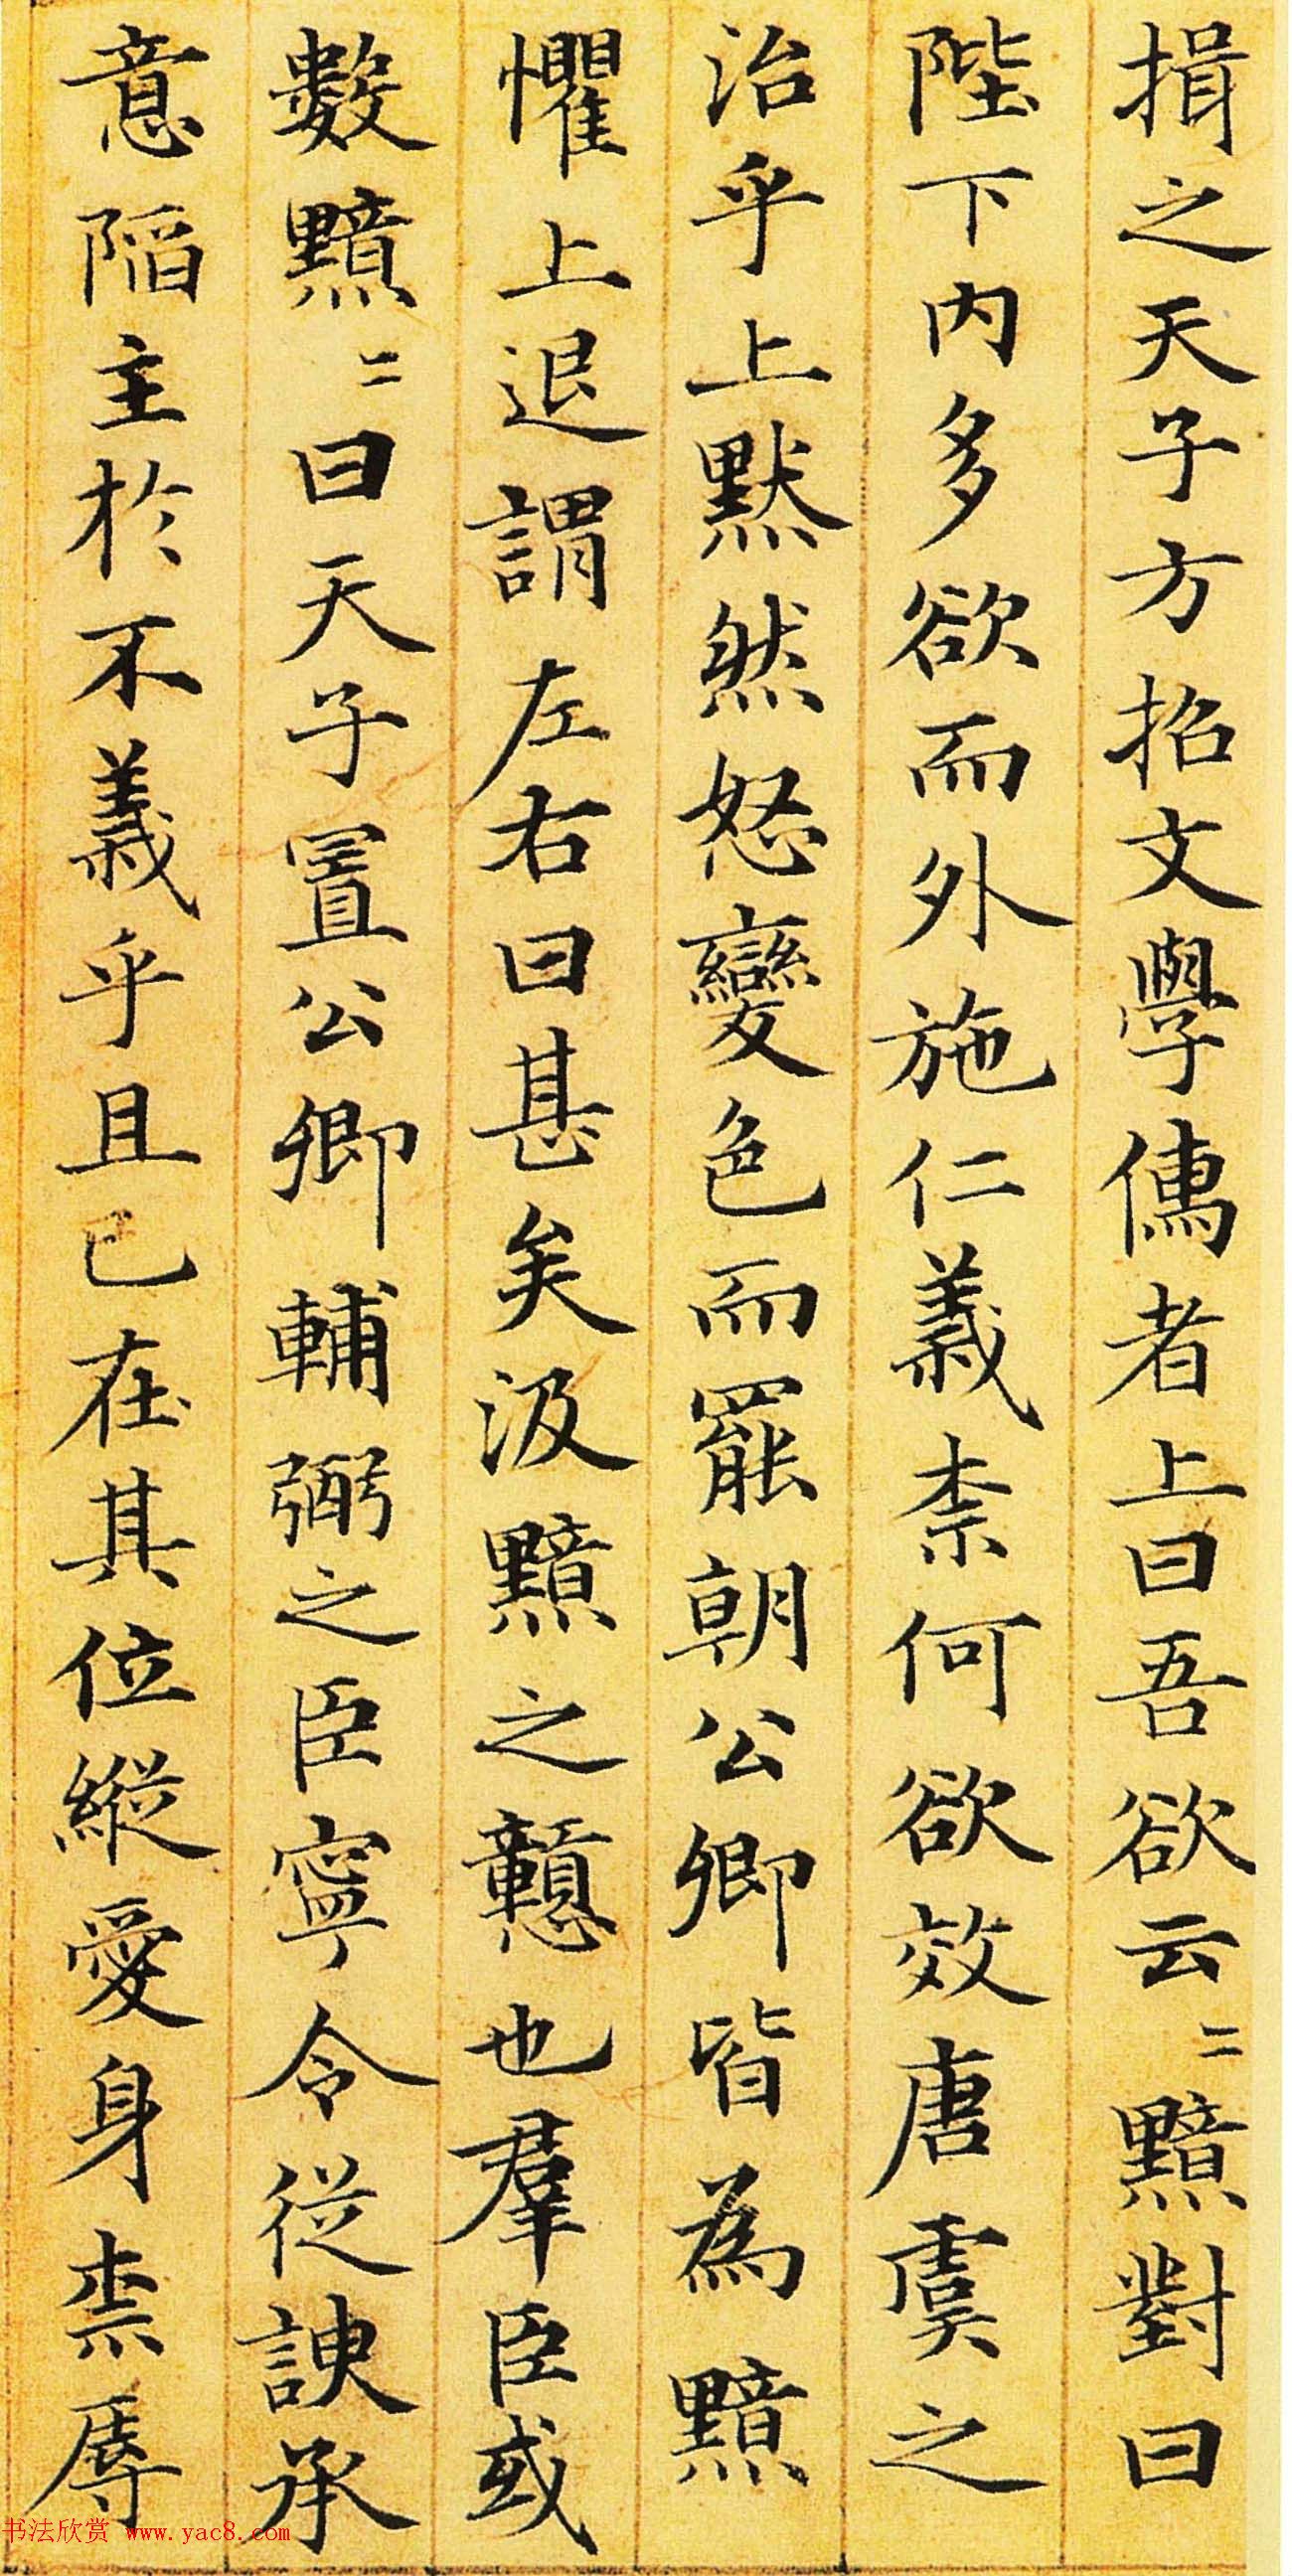 揖之天子方招文學儒者上曰吾欲云〻黯對曰
陛下內多欲而外施仁義柰何欲效唐虞之
治乎上默然怒變色而罷朝公卿皆為黯
懼上退謂左右曰甚矣汲黯之戇也羣臣或
數黯〻曰天子置公卿輔弼之臣寧令從諛承
意陷主於不義乎且已在其位縱愛身柰辱
书法欣赏 www.yac8.com